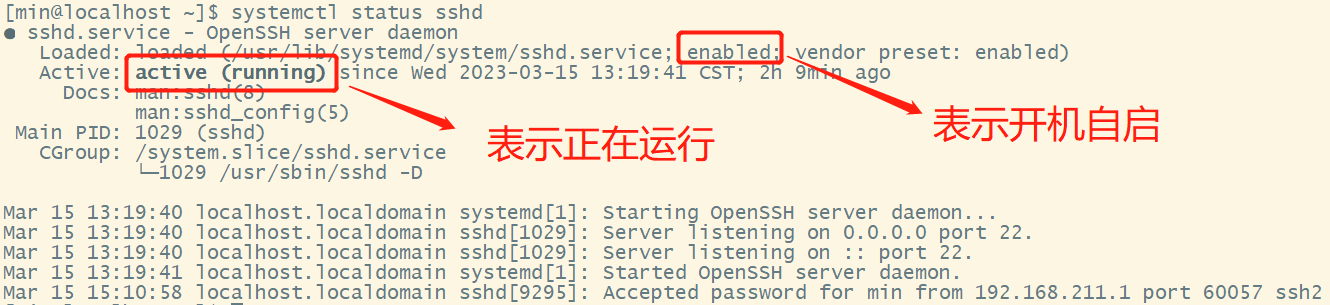 [min@localhost ~]$ systemctl status sshd
● sshd.service - OpenSSH server daemon
Loaded: loaded (/usr/lib/systemd/system/sshd.service; enabled; vendor preset: enabled)
Active: active (running) since Wed 2023-03-15 13:19:41 CST; 2h 9min ago
Docs: man:sshd(8)
man:sshd_config(5)
表示开机自启
Main PID: 1029 (sshd)
表示正在运行
CGroup: /system.slice/sshd.service
└─1029 /usr/sbin/sshd -D
Mar 15 13:19:40 localhost.localdomain systemd[1]: Starting OpenSSH server daemon...
Mar 15 13:19:40 localhost.localdomain sshd[1029]: Server listening on 0.0.0.0 port 22.
Mar 15 13:19:40 localhost.localdomain sshd[1029]: Server listening on :: port 22.
Mar 15 13:19:41 localhost.localdomain systemd[1]: Started OpenSSH server daemon.
Mar 15 15:10:58 localhost.localdomain sshd[9295]: Accepted password for min from 192.168.211.1 port 60057 ssh2